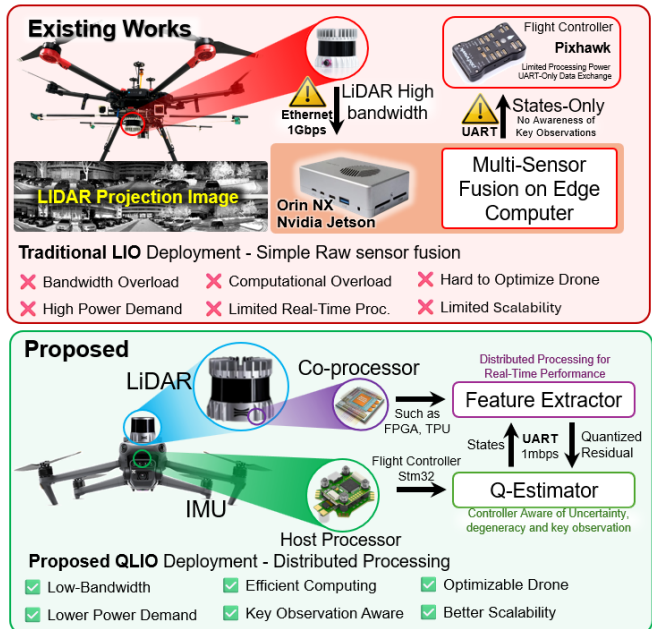 Existing Works
Flight Controller
Pixhawk
Limited Processing Power
UART-Only Data Exchange
Ethernet
1Gbps
LiDAR High
bandwidth
UART
States-Only
No Awareness of
Key Observations
LIDAR Projection Image
Orin NX
Nvidia Jetson
Multi-Sensor
Fusion on Edge
Computer
Traditional LIO Deployment - Simple Raw sensor fusion
Bandwidth Overload
Computational Overload
Hard to Optimize Drone
High Power Demand
Limited Real-Time Proc.
Limited Scalability
Proposed
LiDAR
Co-processor
Such as
FPGA, TPU
Distributed Processing for
Real-Time Performance
Feature Extractor
States
UART
1mbps
Quantized
Residual
IMU
Host Processor
Flight Controller
Stm32
Q-Estimator
Controller Aware of Uncertainty,
degeneracy and key observation
Proposed QLIO Deployment - Distributed Processing
Low-Bandwidth
Efficient Computing
Optimizable Drone
Lower Power Demand
Key Observation Aware
Better Scalability